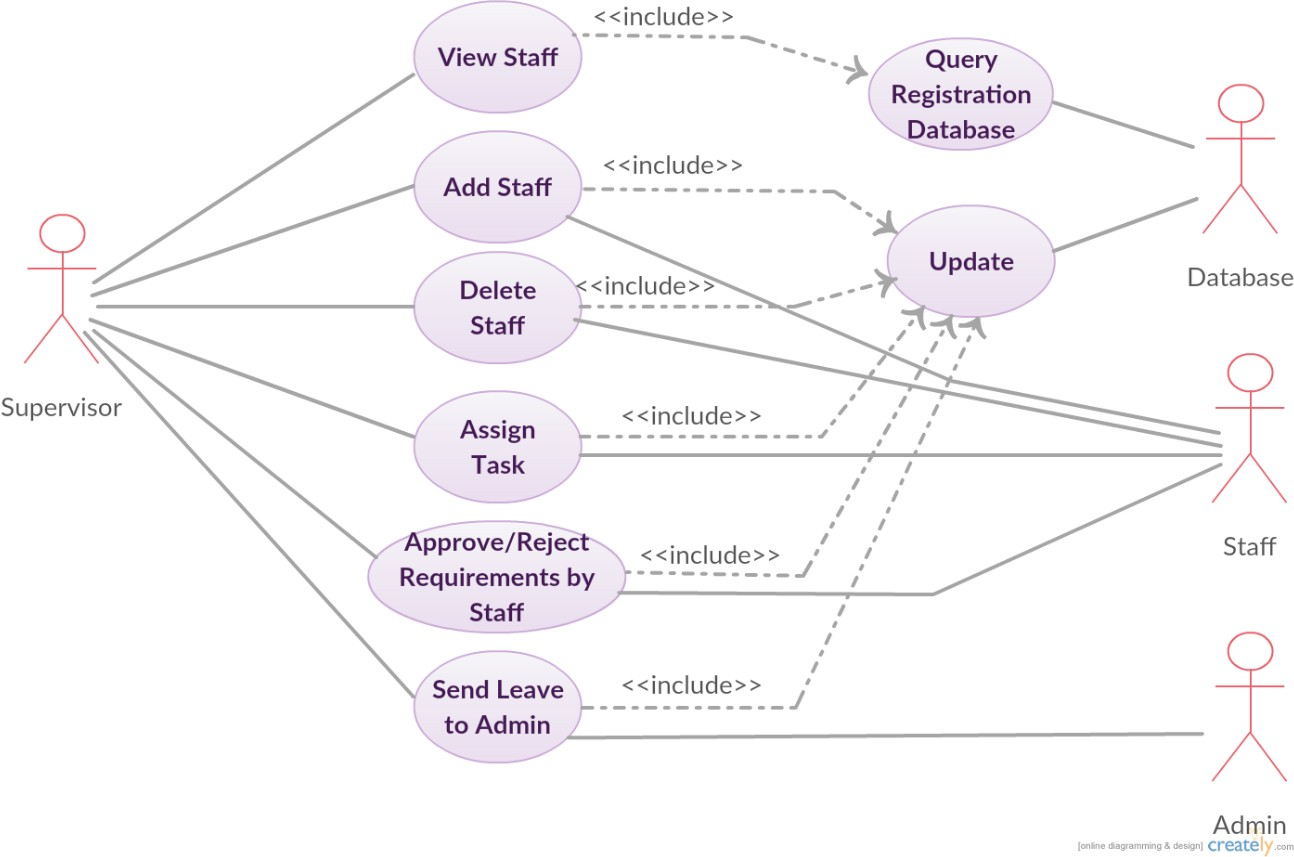 <<include>>
View Staff
Query
Registration
Database
<<include>>
Add Staff
Update
Database
<<include>>
Delete
Staff
Supervisor
<<include>>
Assign
Task
Staff
<<include>>
Approve/Reject
Requirements by
Staff
<<include>>
Send Leave
to Admin
Admin
[online diagramming & design] creately.com